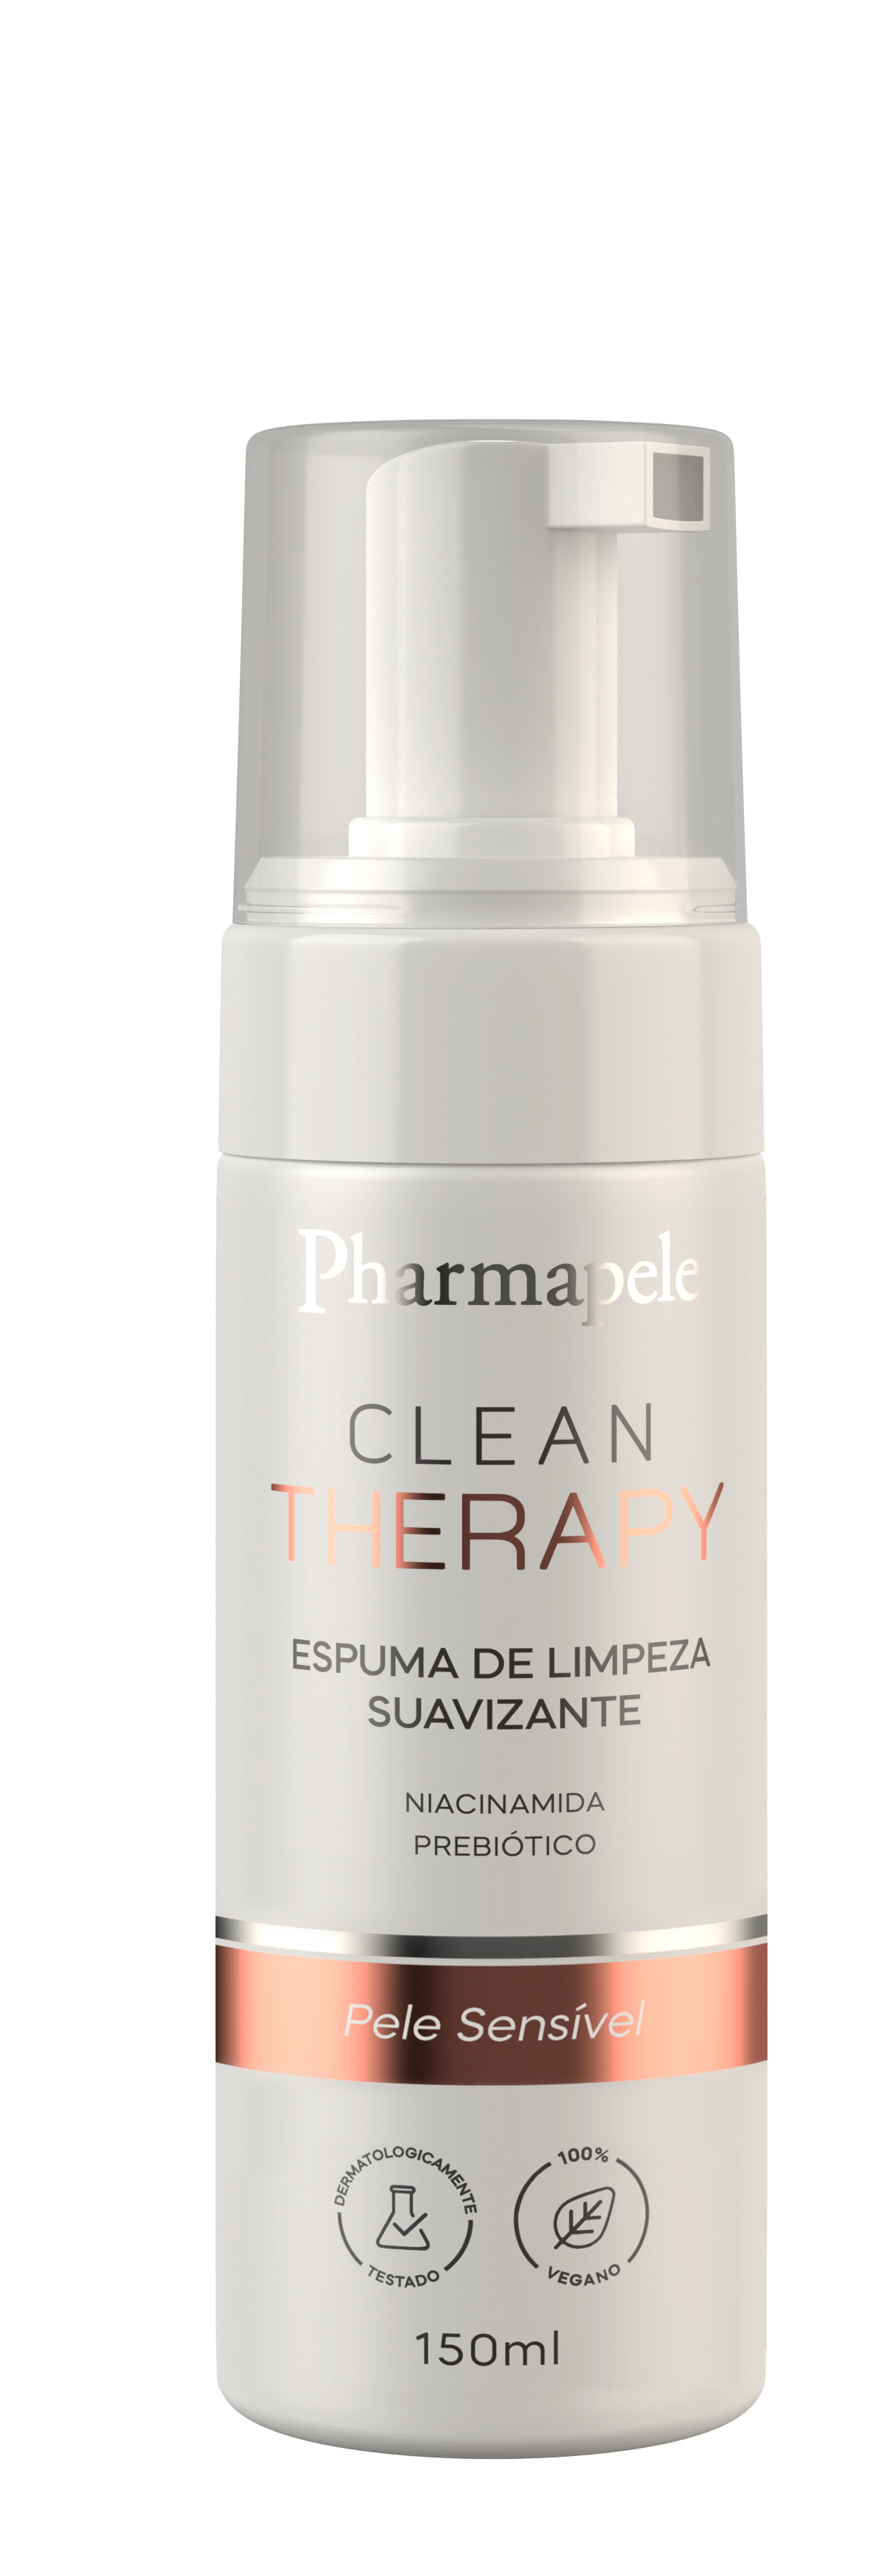 Pharmapele
CLEAN
THERAPY
ESPUMA DE LIMPEZA
SUAVIZANTE
NIACINAMIDA
PREBIÓTICO
Pele Sensível
DERMATOLOGICAMENTE
TESTADO
100%
VEGANO
150ml